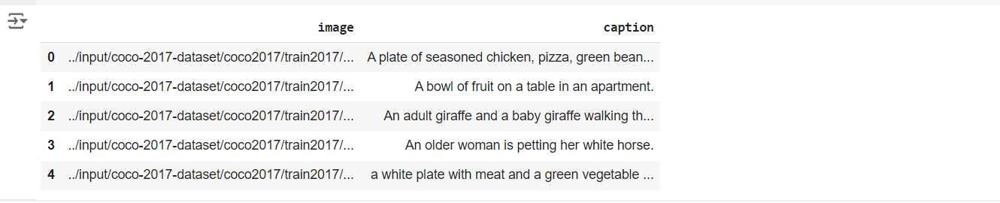 image caption
0 ../input/coco-2017-dataset/coco2017/train2017/... A plate of seasoned chicken, pizza, green bean...
1 ../input/coco-2017-dataset/coco2017/train2017/... A bowl of fruit on a table in an apartment.
2 ../input/coco-2017-dataset/coco2017/train2017/... An adult giraffe and a baby giraffe walking th...
3 ../input/coco-2017-dataset/coco2017/train2017/... An older woman is petting her white horse.
4 ../input/coco-2017-dataset/coco2017/train2017/... a white plate with meat and a green vegetable ...